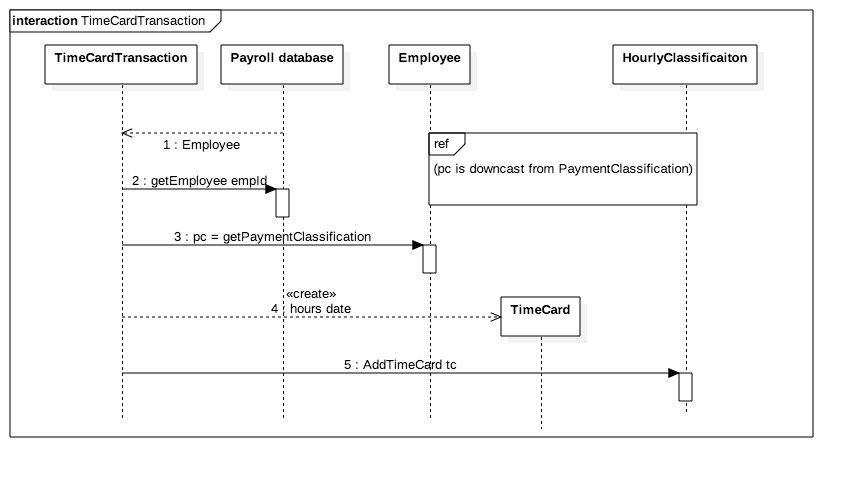 interaction TimeCardTransaction
TimeCardTransaction
Payroll database
Employee
HourlyClassificaiton
1 : Employee
ref
(pc is downcast from PaymentClassification)
2 : getEmployee empId
3 : pc = getPaymentClassification
«create»
4 : hours date
TimeCard
5 : AddTimeCard tc